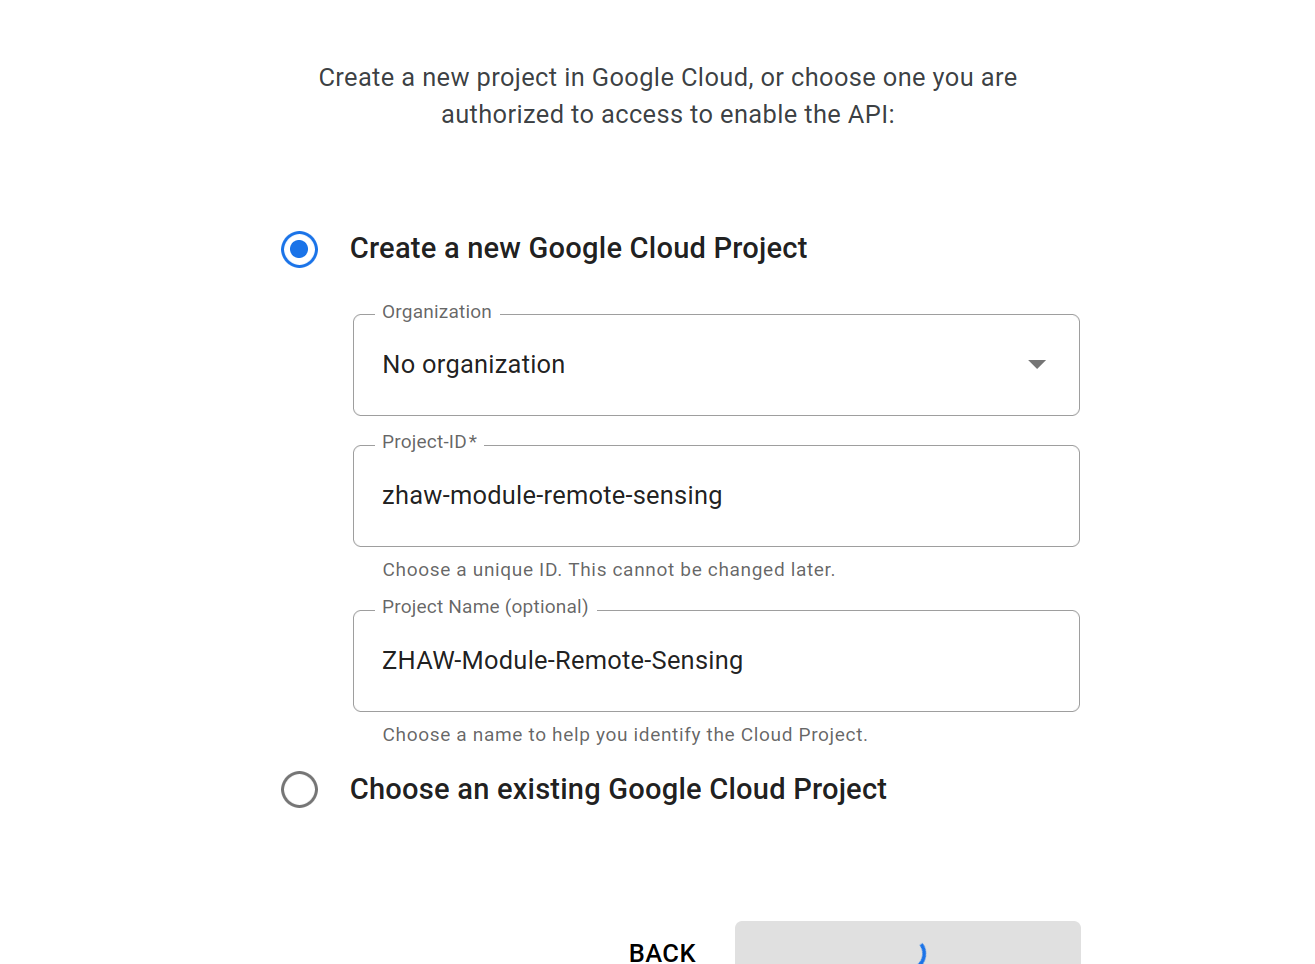 Create a new project in Google Cloud, or choose one you are
authorized to access to enable the API:
Create a new Google Cloud Project
Organization
No organization
Project-ID*
zhaw-module-remote-sensing
Choose a unique ID. This cannot be changed later.
Project Name (optional)
ZHAW-Module-Remote-Sensing
Choose a name to help you identify the Cloud Project.
Choose an existing Google Cloud Project
BACK